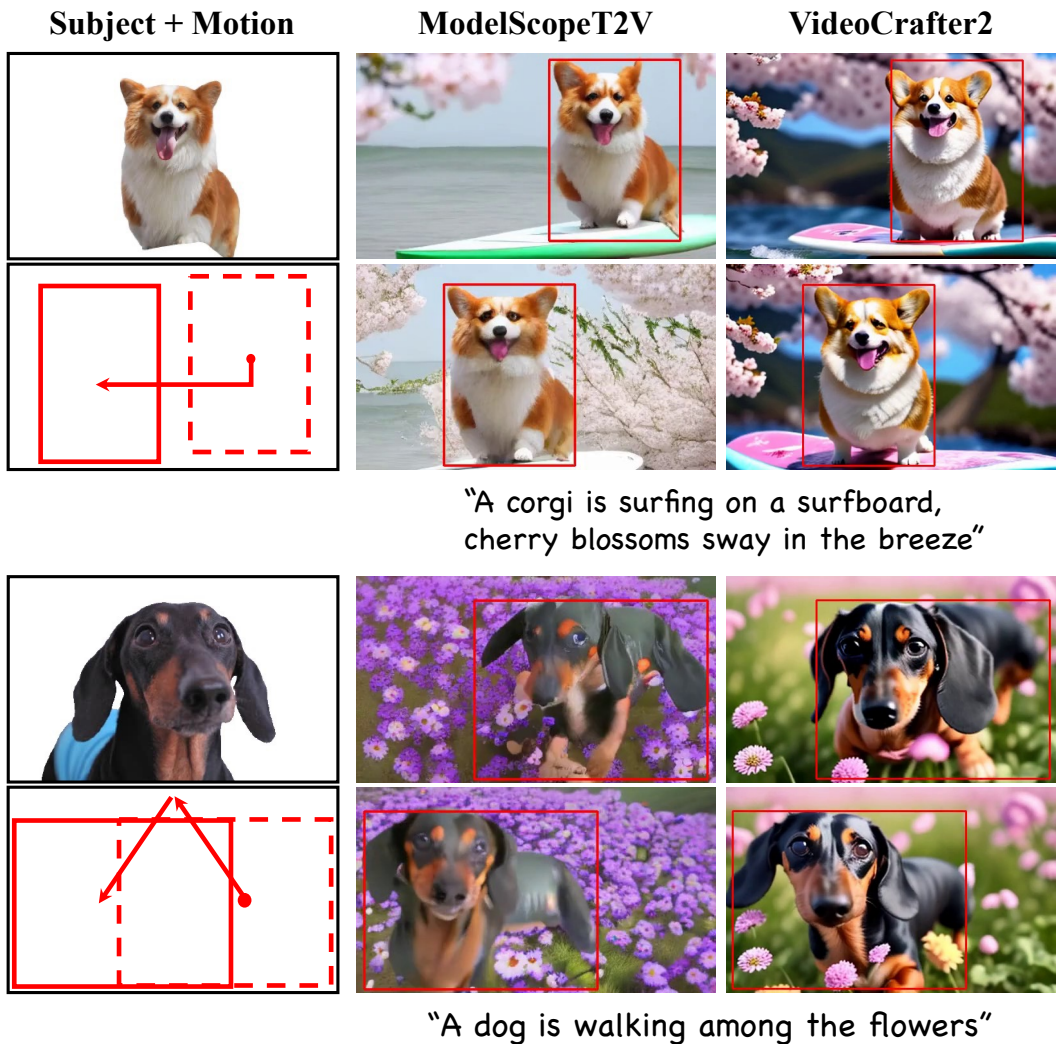 Subject + Motion
ModelScopeT2V
VideoCrafter2
“A corgi is surfing on a surfboard,
cherry blossoms sway in the breeze”
“A dog is walking among the flowers”